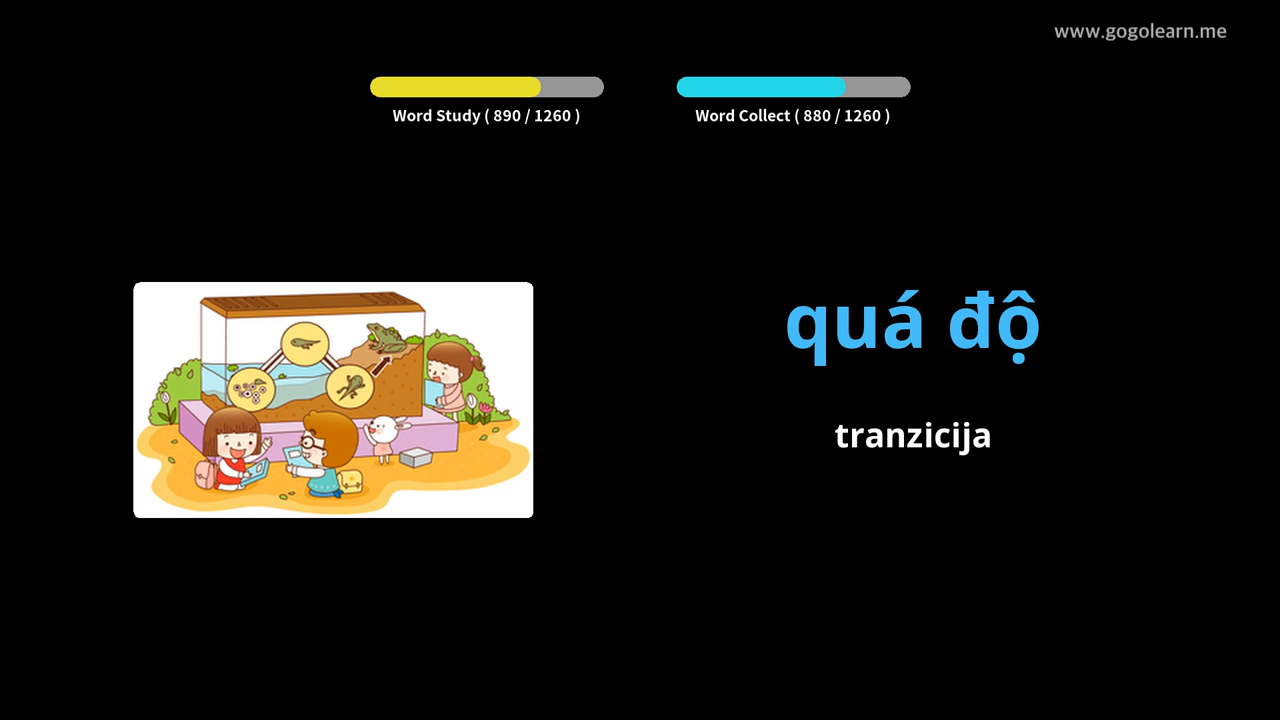 www.gogolearn.me
Word Study ( 890 / 1260 )
Word Collect ( 880 / 1260 )
quá độ
tranzicija